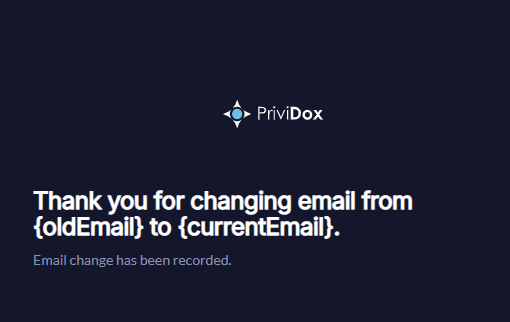 PriviDox
Thank you for changing email from
{oldEmail} to {currentEmail}.
Email change has been recorded.